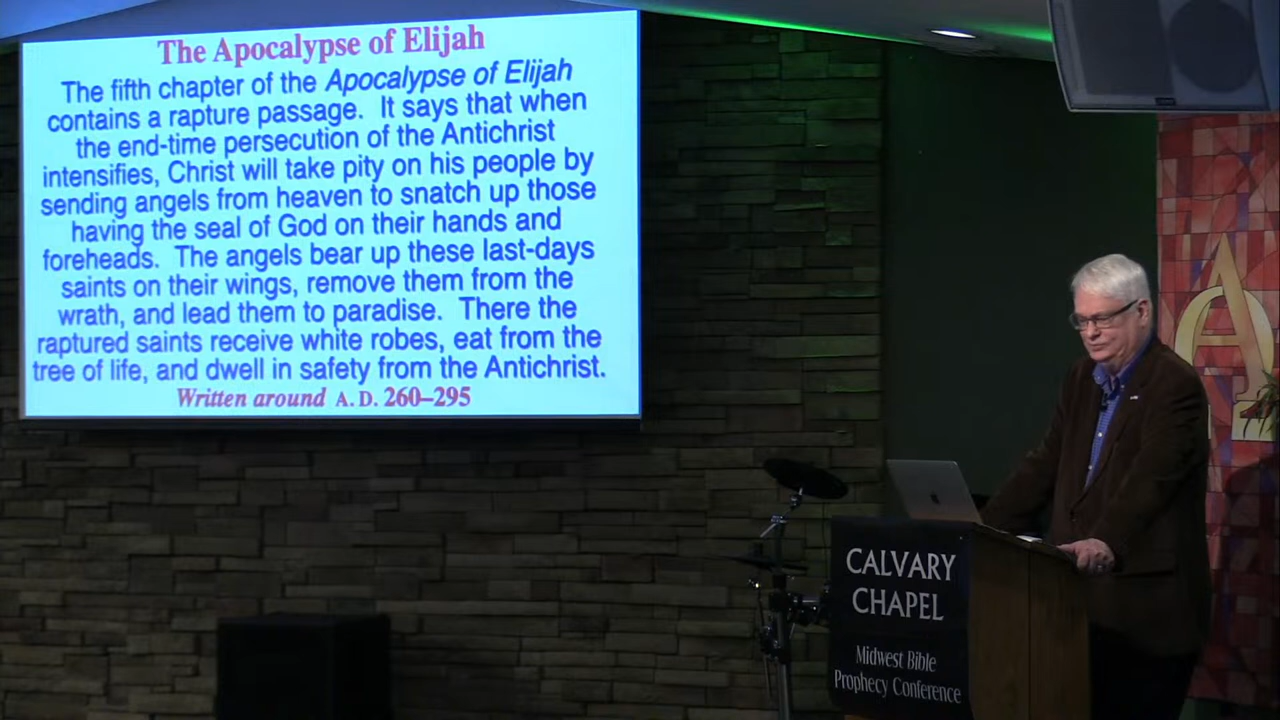 The Apocalypse of Elijah
The fifth chapter of the Apocalypse of Elijah
contains a rapture passage. It says that when
the end-time persecution of the Antichrist
intensifies, Christ will take pity on his people by
sending angels from heaven to snatch up those
having the seal of God on their hands and
foreheads. The angels bear up these last-days
saints on their wings, remove them from the
wrath, and lead them to paradise. There the
raptured saints receive white robes, eat from the
tree of life, and dwell in safety from the Antichrist.
Written around A.D. 260–295
CALVARY
CHAPEL
Midwest Bible
Prophecy Conference